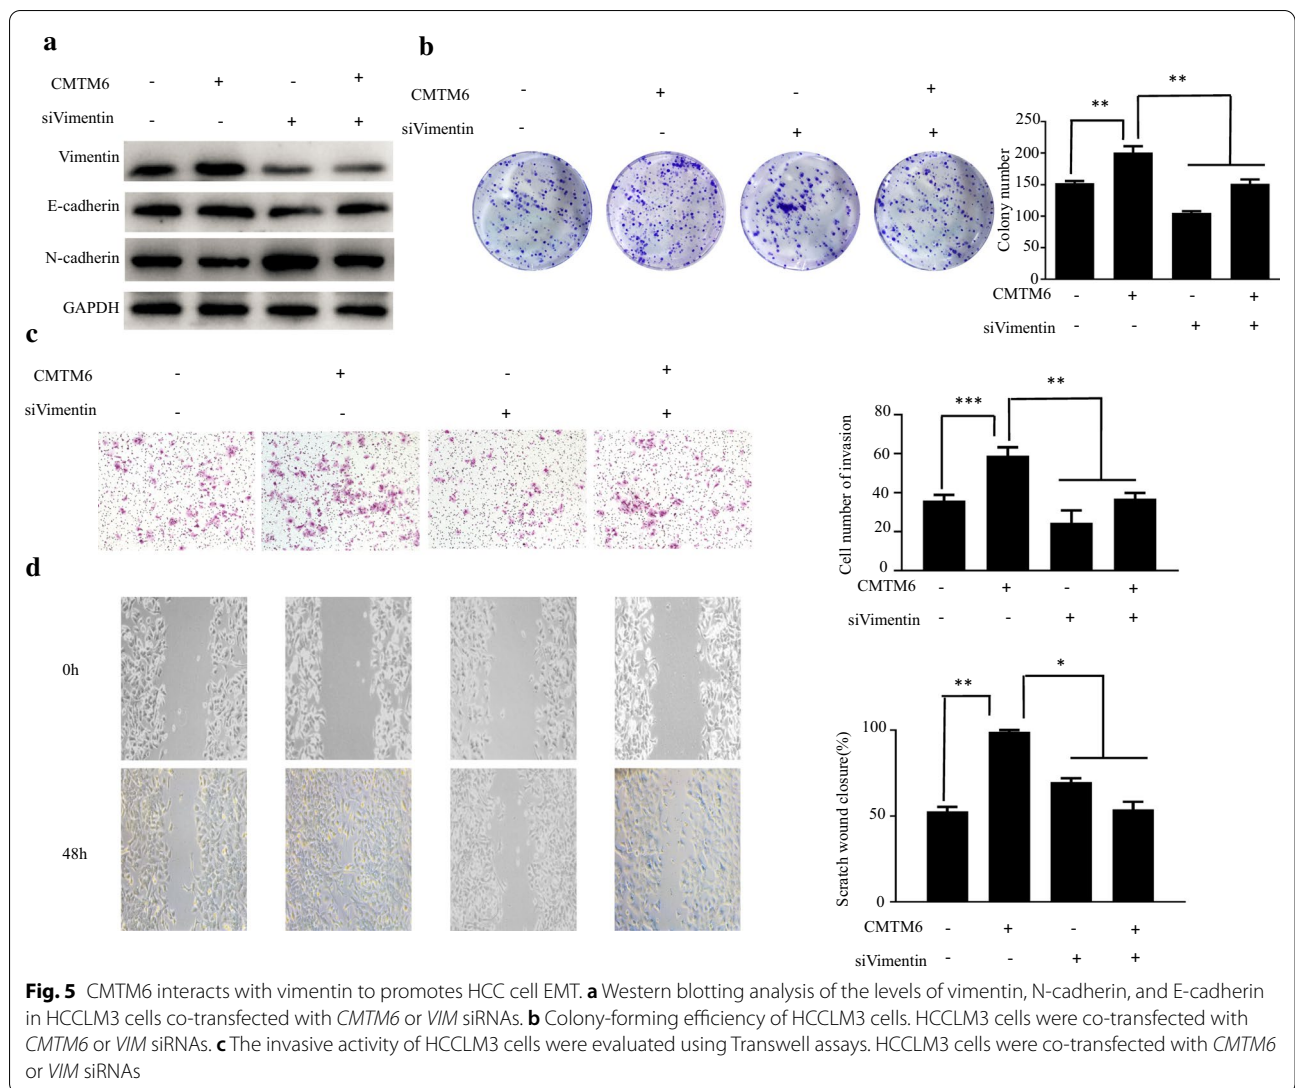 a
CMTM6 - + - +
siVimentin - - + +
Vimentin
E-cadherin
N-cadherin
GAPDH
b
CMTM6 - + - +
siVimentin - - + +
** **
Colony number
250
200
150
100
50
0
CMTM6 - + - +
siVimentin - - + +
c
CMTM6 - + - +
siVimentin - - + +
*** **
Cell number of invasion
80
60
40
20
0
CMTM6 - + - +
siVimentin - - + +
d
0h
48h
** *
Scratch wound closure(%)
100
50
0
CMTM6 - + - +
siVimentin - - + +
Fig. 5 CMTM6 interacts with vimentin to promotes HCC cell EMT. a Western blotting analysis of the levels of vimentin, N-cadherin, and E-cadherin
in HCCLM3 cells co-transfected with CMTM6 or VIM siRNAs. b Colony-forming efficiency of HCCLM3 cells. HCCLM3 cells were co-transfected with
CMTM6 or VIM siRNAs. c The invasive activity of HCCLM3 cells were evaluated using Transwell assays. HCCLM3 cells were co-transfected with CMTM6
or VIM siRNAs